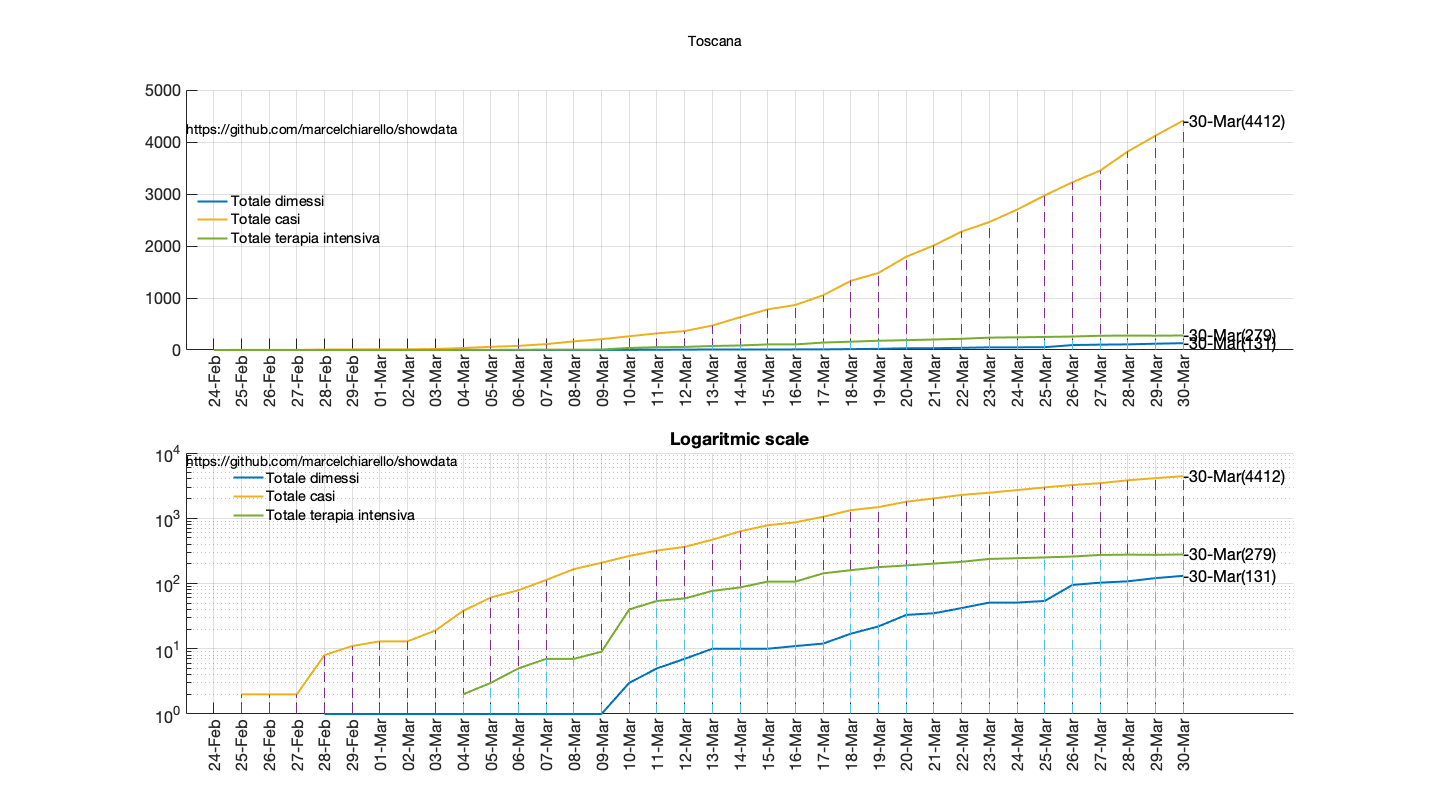 Toscana
5000
4000
3000
2000
1000
0
https://github.com/marcelchiarello/showdata
Totale dimessi
Totale casi
Totale terapia intensiva
-30-Mar(4412)
-30-Mar(279)
-30-Mar(131)
24-Feb
25-Feb
26-Feb
27-Feb
28-Feb
29-Feb
01-Mar
02-Mar
03-Mar
04-Mar
05-Mar
06-Mar
07-Mar
08-Mar
09-Mar
10-Mar
11-Mar
12-Mar
13-Mar
14-Mar
15-Mar
16-Mar
17-Mar
18-Mar
19-Mar
20-Mar
21-Mar
22-Mar
23-Mar
24-Mar
25-Mar
26-Mar
27-Mar
28-Mar
29-Mar
30-Mar
Logaritmic scale
10^4
10^3
10^2
10^1
10^0
https://github.com/marcelchiarello/showdata
Totale dimessi
Totale casi
Totale terapia intensiva
-30-Mar(4412)
-30-Mar(279)
-30-Mar(131)
24-Feb
25-Feb
26-Feb
27-Feb
28-Feb
29-Feb
01-Mar
02-Mar
03-Mar
04-Mar
05-Mar
06-Mar
07-Mar
08-Mar
09-Mar
10-Mar
11-Mar
12-Mar
13-Mar
14-Mar
15-Mar
16-Mar
17-Mar
18-Mar
19-Mar
20-Mar
21-Mar
22-Mar
23-Mar
24-Mar
25-Mar
26-Mar
27-Mar
28-Mar
29-Mar
30-Mar